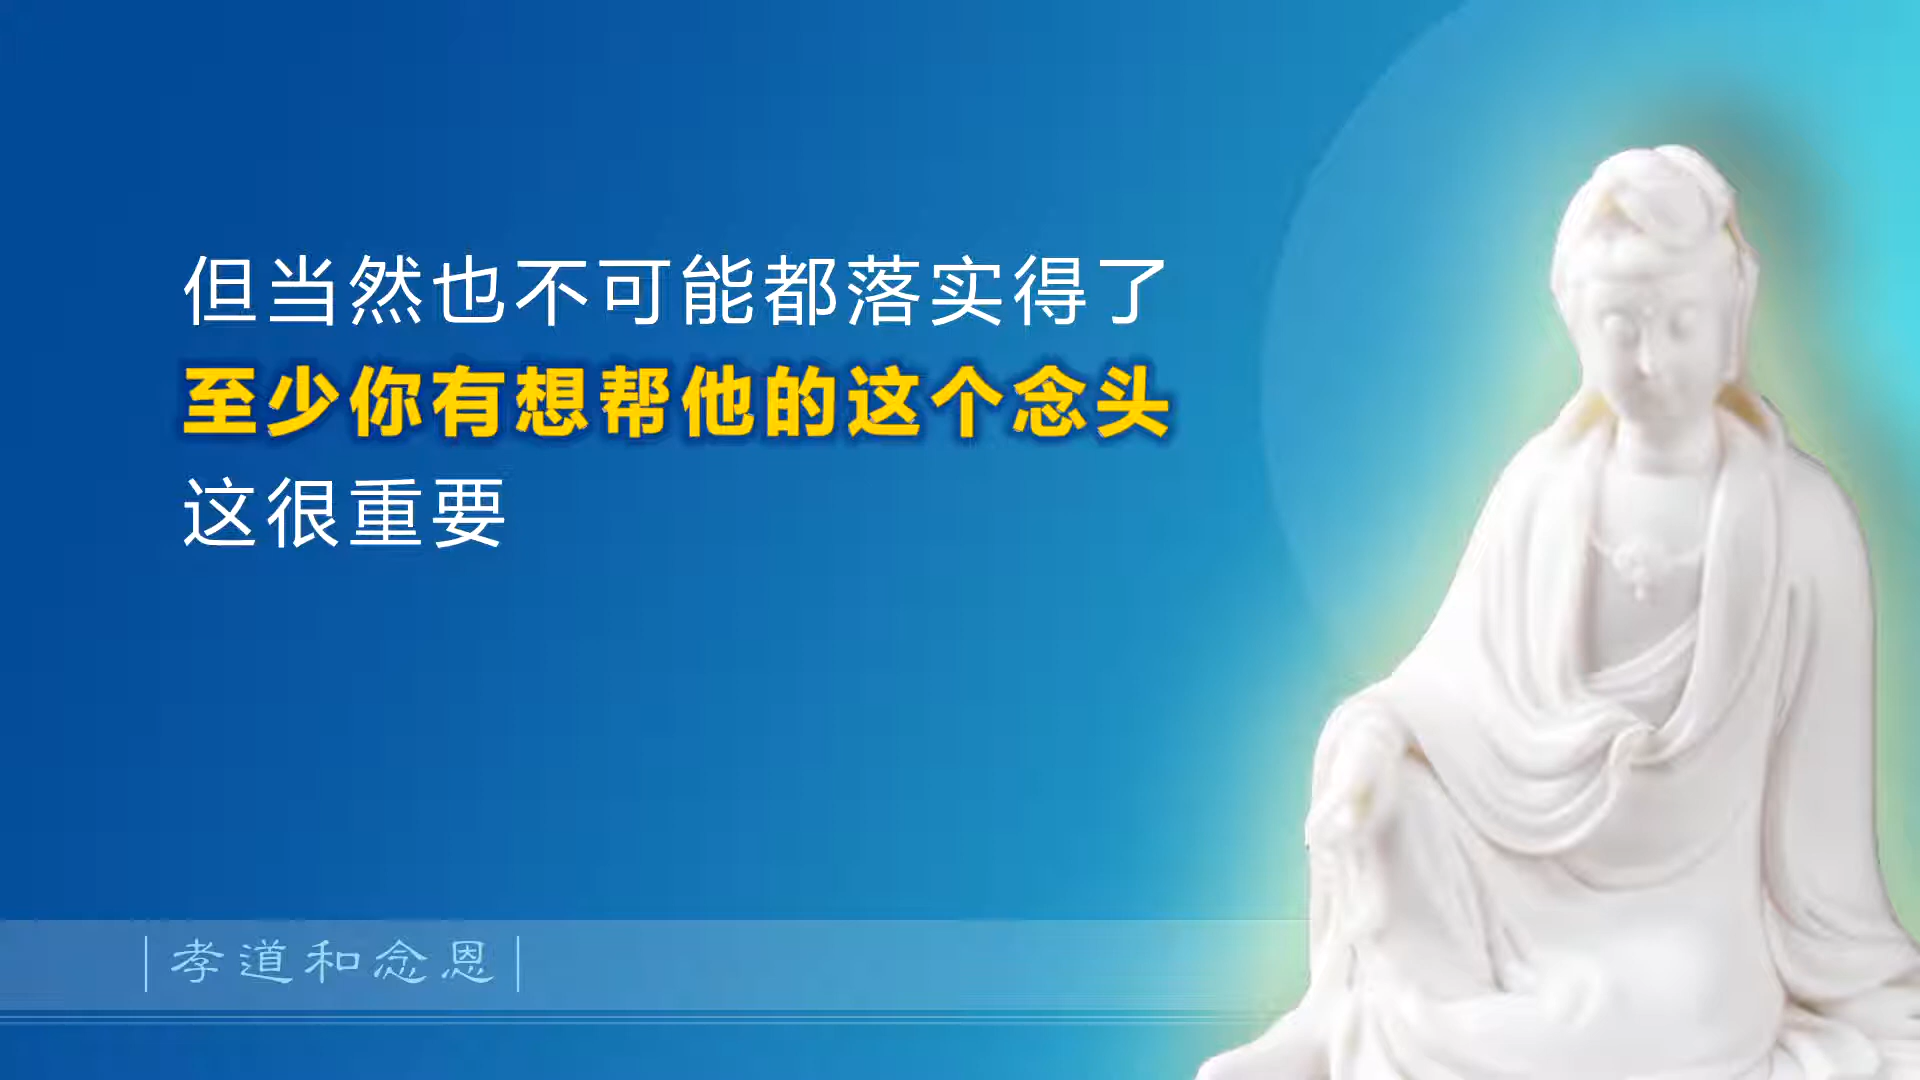 但当然也不可能都落实得了
至少你有想帮他的这个念头
这很重要
孝道和念恩